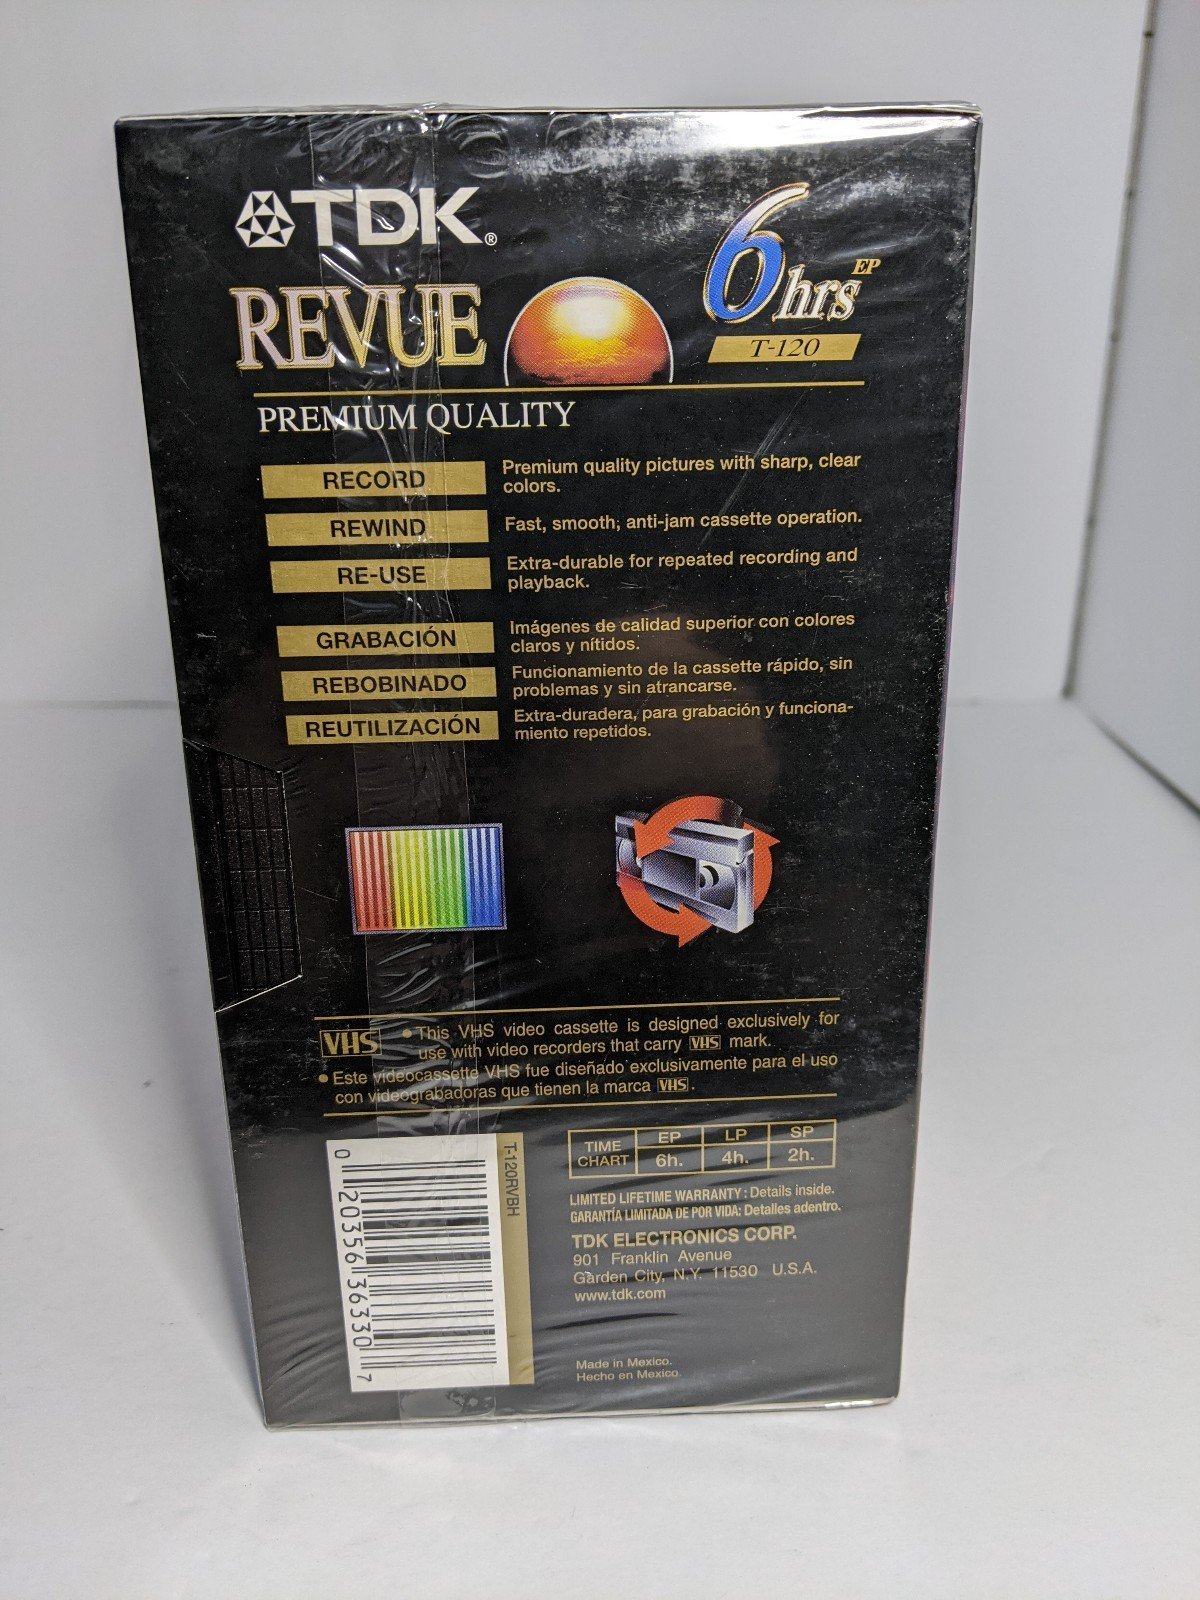 TDK®
REVUE
6hrs EP
T-120
PREMIUM QUALITY
RECORD
Premium quality pictures with sharp, clear
colors.
REWIND
Fast, smooth, anti-jam cassette operation.
RE-USE
Extra-durable for repeated recording and
playback.
GRABACIÓN
Imágenes de calidad superior con colores
claros y nítidos.
REBOBINADO
Funcionamiento de la cassette rápido, sin
problemas y sin atrancarse.
REUTILIZACIÓN
Extra-duradera, para grabación y funciona-
miento repetidos.
VHS
• This VHS video cassette is designed exclusively for
use with video recorders that carry VHS mark.
• Este videocassette VHS fue diseñado exclusivamente para el uso
con videograbadoras que tienen la marca VHS.
TIME CHART EP LP SP
6h. 4h. 2h.
LIMITED LIFETIME WARRANTY: Details inside.
GARANTÍA LIMITADA DE POR VIDA: Detalles adentro.
TDK ELECTRONICS CORP.
901 Franklin Avenue
Garden City, N.Y. 11530 U.S.A.
www.tdk.com
Made in Mexico.
Hecho en Mexico.
T-120RVBH
0 20356 36330 7